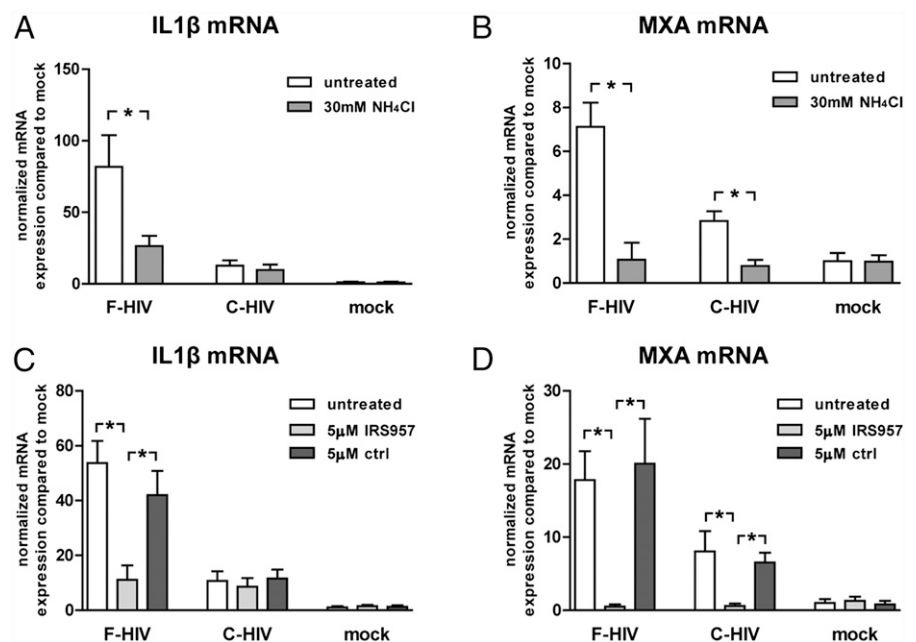 A
IL1β mRNA
normalized mRNA
expression compared to mock
150
100
50
0
untreated
30mM NH₄Cl
*
F-HIV
C-HIV
mock
B
MXA mRNA
normalized mRNA
expression compared to mock
10
8
6
4
2
0
untreated
30mM NH₄Cl
*
*
F-HIV
C-HIV
mock
C
IL1β mRNA
normalized mRNA
expression compared to mock
80
60
40
20
0
untreated
5μM IRS957
5μM ctrl
*
*
F-HIV
C-HIV
mock
D
MXA mRNA
normalized mRNA
expression compared to mock
30
20
10
0
untreated
5μM IRS957
5μM ctrl
*
*
*
*
F-HIV
C-HIV
mock